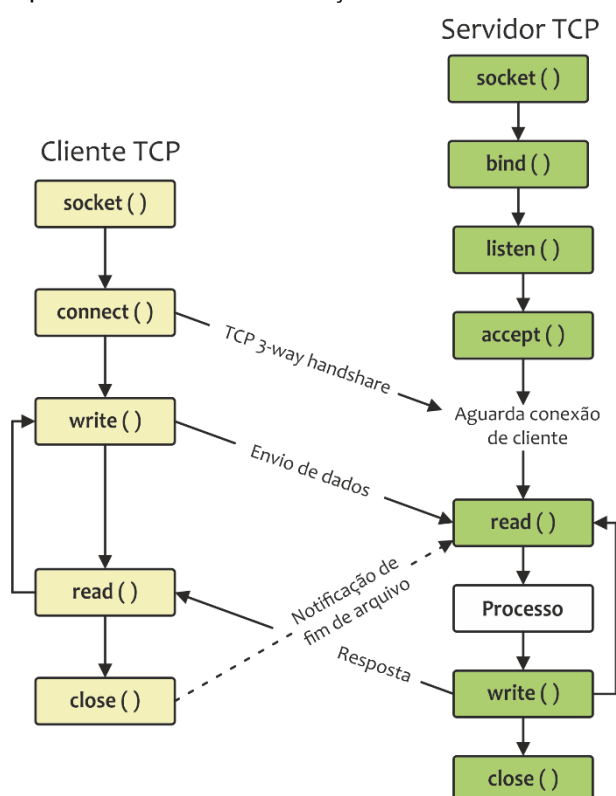 Servidor TCP
socket ( )
bind ( )
Cliente TCP
socket ( )
listen ( )
connect ( )
accept ( )
TCP 3-way handshare
Aguarda conexão
de cliente
write ( )
Envio de dados
read ( )
read ( )
Notificação de
fim de arquivo
Processo
Resposta
close ( )
write ( )
close ( )